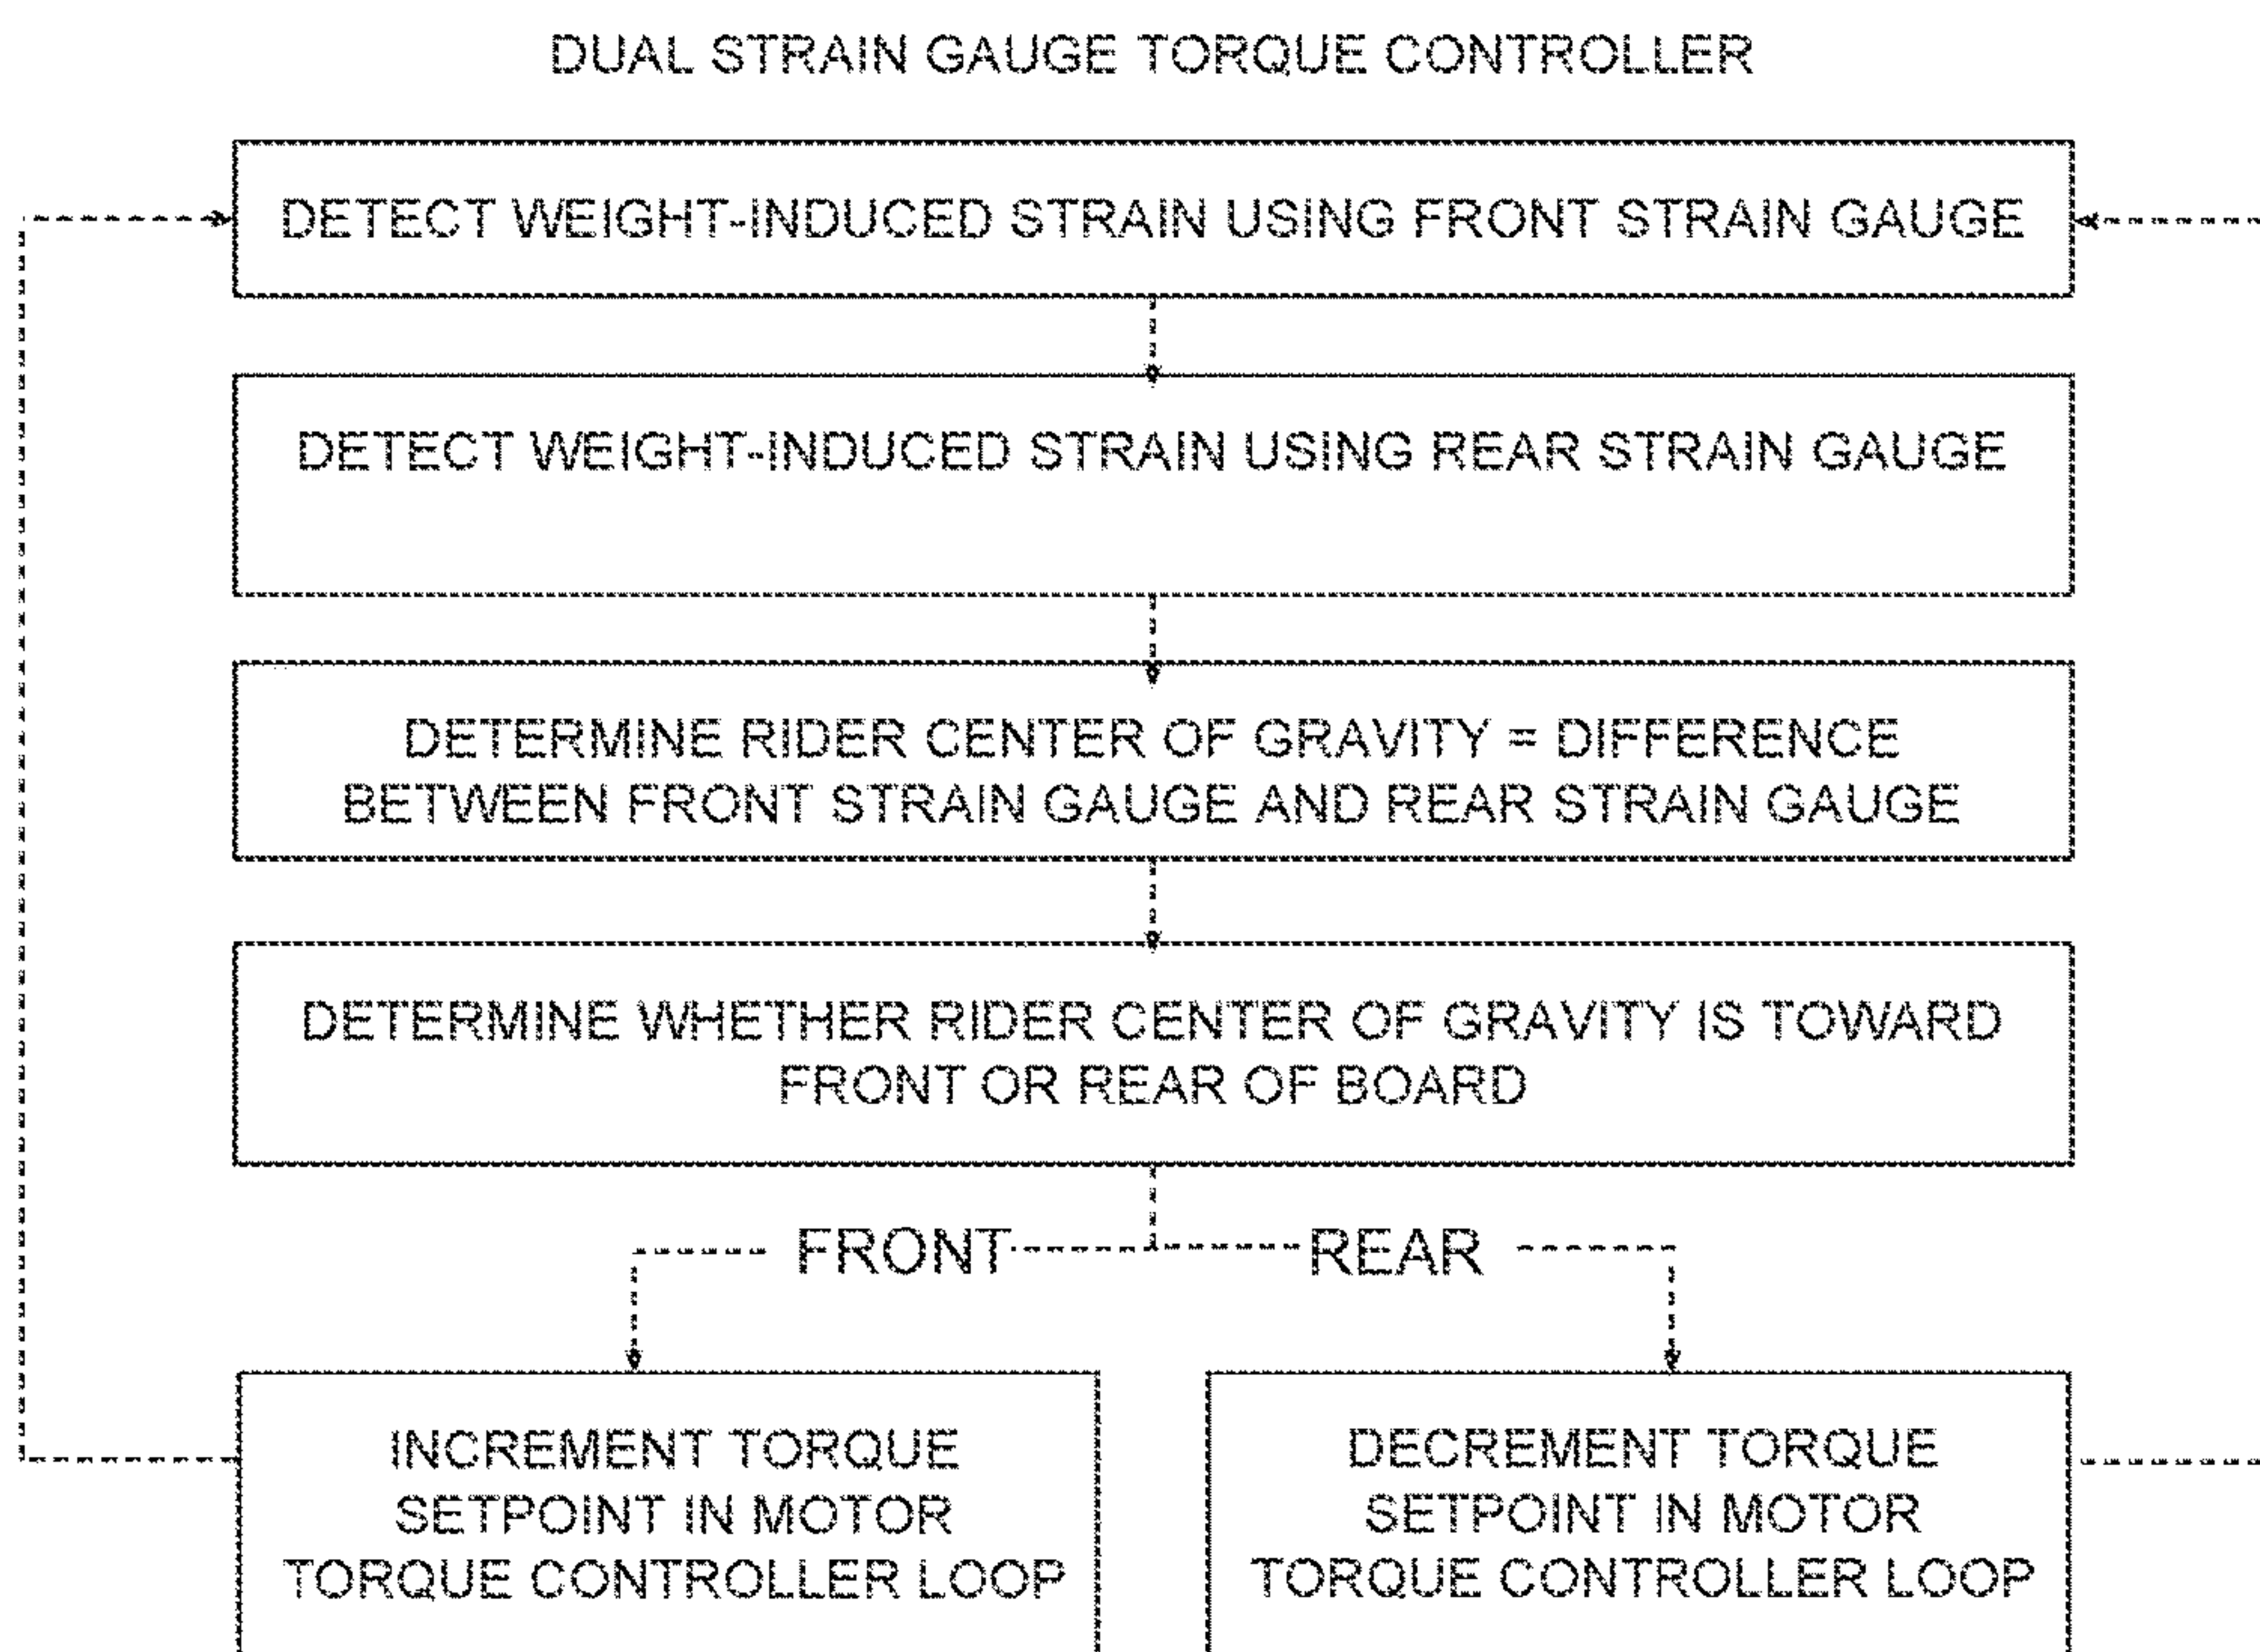 DUAL STRAIN GAUGE TORQUE CONTROLLER
DETECT WEIGHT-INDUCED STRAIN USING FRONT STRAIN GAUGE
DETECT WEIGHT-INDUCED STRAIN USING REAR STRAIN GAUGE
DETERMINE RIDER CENTER OF GRAVITY = DIFFERENCE
BETWEEN FRONT STRAIN GAUGE AND REAR STRAIN GAUGE
DETERMINE WHETHER RIDER CENTER OF GRAVITY IS TOWARD
FRONT OR REAR OF BOARD
FRONT
REAR
INCREMENT TORQUE
SETPOINT IN MOTOR
TORQUE CONTROLLER LOOP
DECREMENT TORQUE
SETPOINT IN MOTOR
TORQUE CONTROLLER LOOP